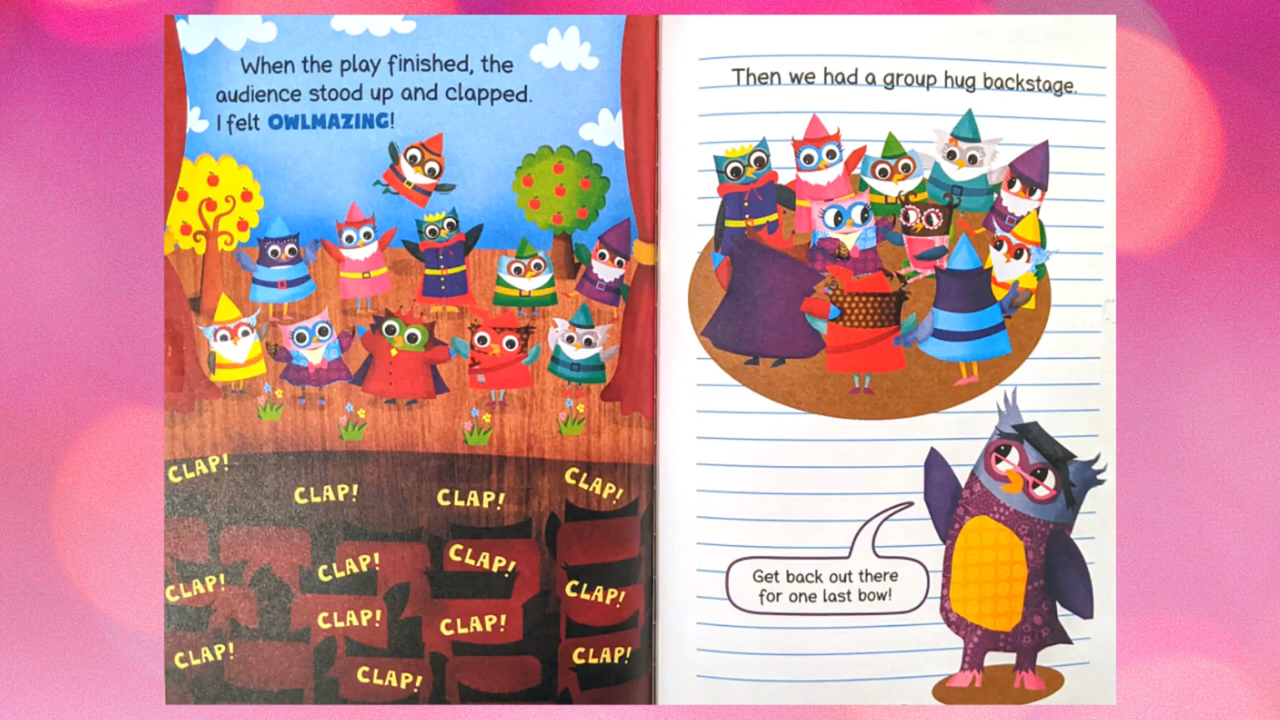 When the play finished, the
audience stood up and clapped.
I felt OWLMAZING!
CLAP!
CLAP!
CLAP!
CLAP!
CLAP!
CLAP!
CLAP!
CLAP!
CLAP!
CLAP!
CLAP!
CLAP!
CLAP!
Then we had a group hug backstage.
Get back out there
for one last bow!